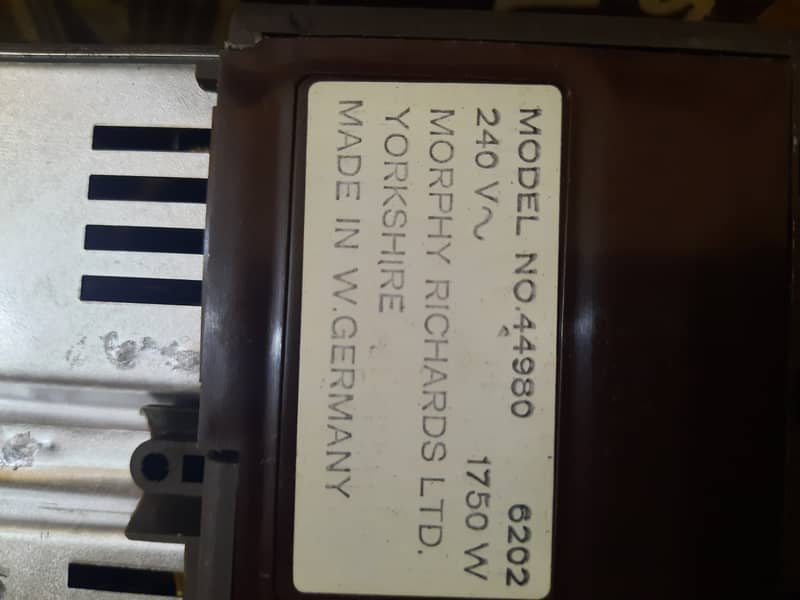 MODEL NO.44980 6202
240 V~ 1750 W
MORPHY RICHARDS LTD.
YORKSHIRE
MADE IN W.GERMANY